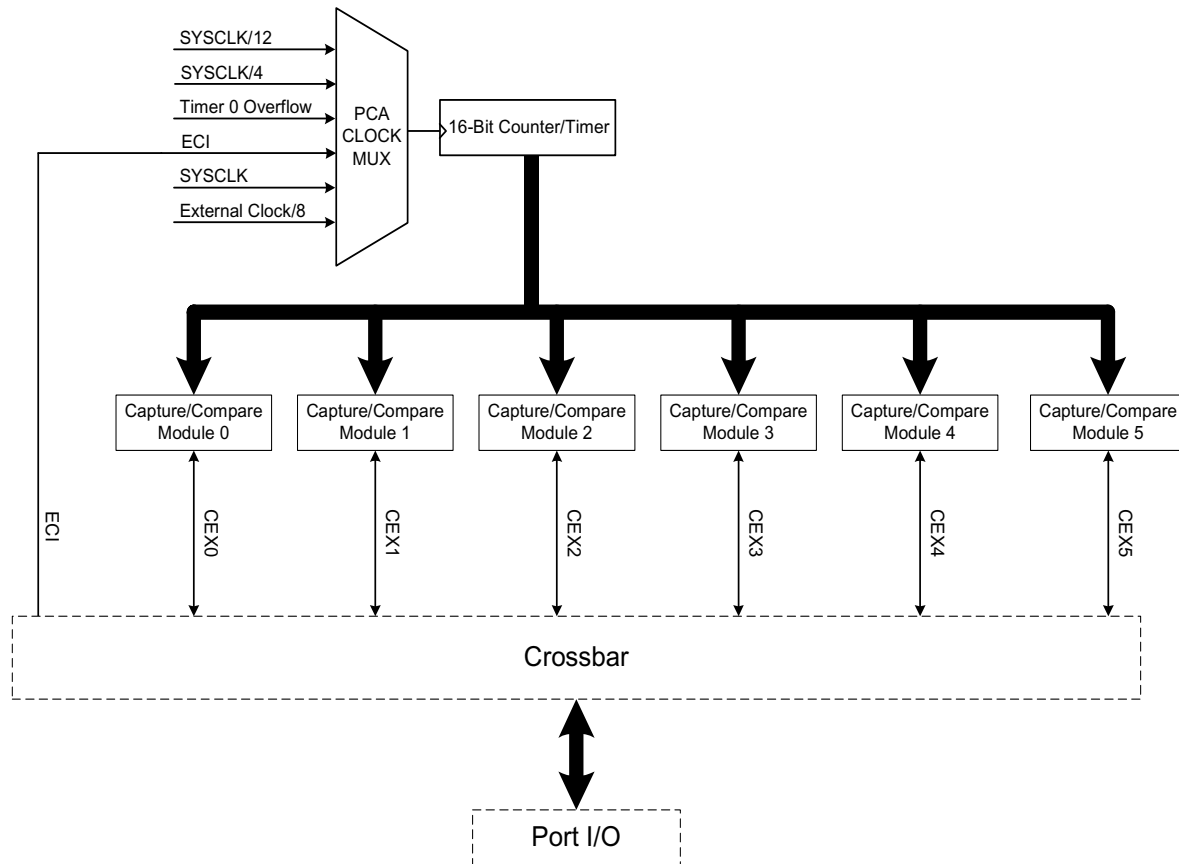 SYSCLK/12
SYSCLK/4
Timer 0 Overflow
ECI
SYSCLK
External Clock/8
PCA
CLOCK
MUX
16-Bit Counter/Timer
Capture/Compare
Module 0
Capture/Compare
Module 1
Capture/Compare
Module 2
Capture/Compare
Module 3
Capture/Compare
Module 4
Capture/Compare
Module 5
ECI
CEX0
CEX1
CEX2
CEX3
CEX4
CEX5
Crossbar
Port I/O